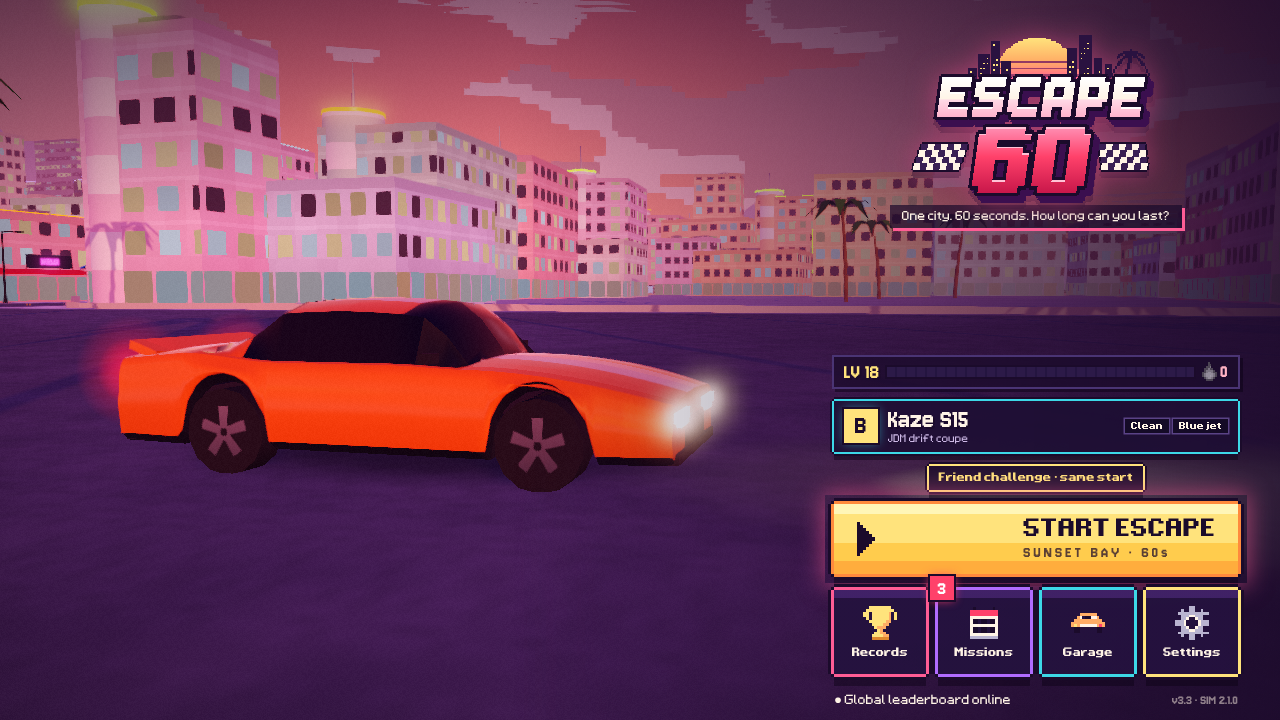 ESCAPE
60
One city. 60 seconds. How long can you last?
LV 18
0
B
Kaze S15
JDM drift coupe
Clean
Blue jet
Friend challenge · same start
START ESCAPE
SUNSET BAY · 60s
3
Records
Missions
Garage
Settings
Global leaderboard online
v3.3 · SIM 2.1.0